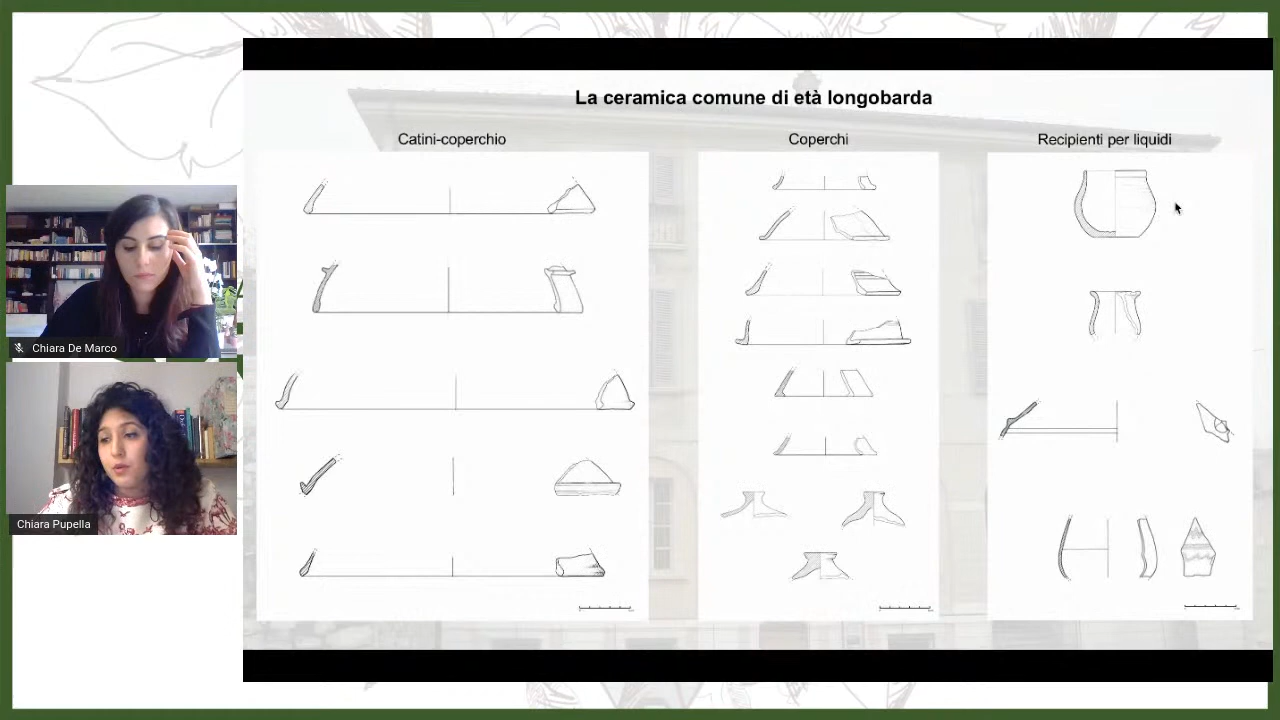 La ceramica comune di età longobarda
Catini-coperchio
Coperchi
Recipienti per liquidi
Chiara De Marco
Chiara Pupella